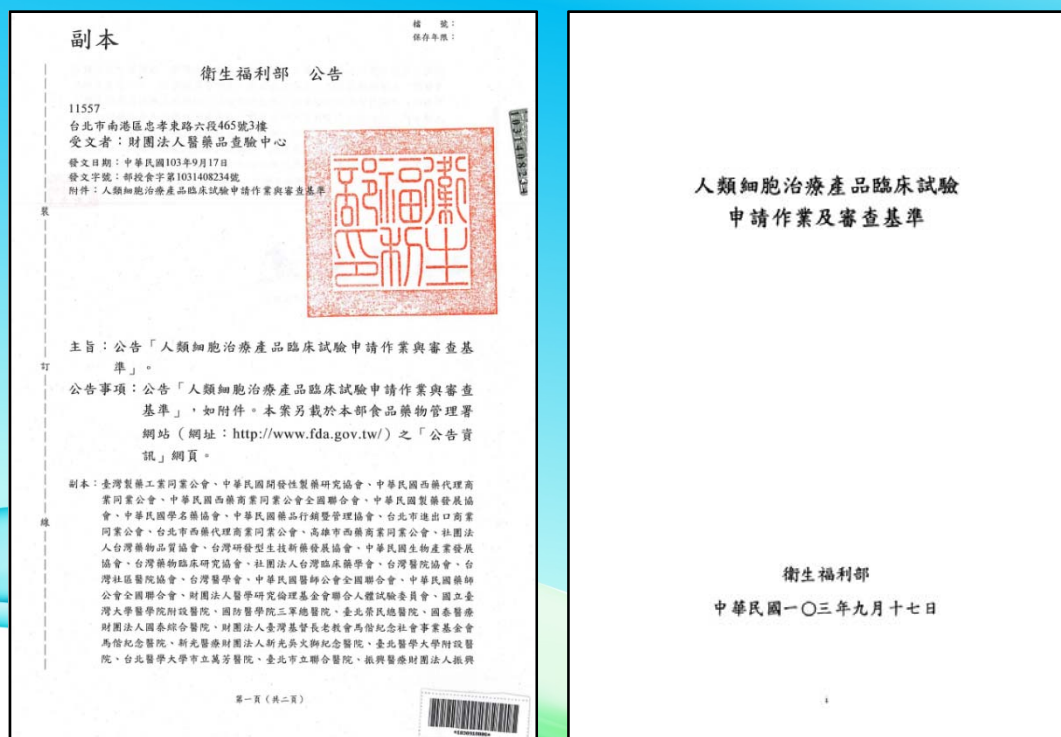 副本
檔　　號：
保存年限：
衛生福利部　公告
11557
台北市南港區忠孝東路六段465號3樓
受文者：財團法人醫藥品查驗中心
發文日期：中華民國103年9月17日
發文字號：部授食字第1031408234號
附件：人類細胞治療產品臨床試驗申請作業與審查基準
1031408234
衛生福利部印
裝
訂
線
主旨：公告「人類細胞治療產品臨床試驗申請作業與審查基
準」。
公告事項：公告「人類細胞治療產品臨床試驗申請作業與審查
基準」，如附件。本案另載於本部食品藥物管理署
網站（網址：http://www.fda.gov.tw/）之「公告資
訊」網頁。
副本：臺灣製藥工業同業公會、中華民國開發性製藥研究協會、中華民國西藥代理商
業同業公會、中華民國西藥商業同業公會全國聯合會、中華民國製藥發展協
會、中華民國學名藥協會、中華民國藥品行銷暨管理協會、台北市進出口商業
同業公會、台北市西藥代理商業同業公會、高雄市西藥商業同業公會、社團法
人台灣藥物品質協會、台灣研發型生技新藥發展協會、中華民國生物產業發展
協會、台灣藥物臨床研究協會、社團法人台灣臨床藥學會、台灣醫院協會、台
灣社區醫院協會、台灣醫學會、中華民國醫師公會全國聯合會、中華民國藥師
公會全國聯合會、財團法人醫學研究倫理基金會聯合人體試驗委員會、國立臺
灣大學醫學院附設醫院、國防醫學院三軍總醫院、臺北榮民總醫院、國泰醫療
財團法人國泰綜合醫院、財團法人臺灣基督長老教會馬偕紀念社會事業基金會
馬偕紀念醫院、新光醫療財團法人新光吳火獅紀念醫院、臺北醫學大學附設醫
院、台北醫學大學市立萬芳醫院、臺北市立聯合醫院、振興醫療財團法人振興
第一頁（共二頁）
人類細胞治療產品臨床試驗
申請作業及審查基準
衛生福利部
中華民國一〇三年九月十七日
i